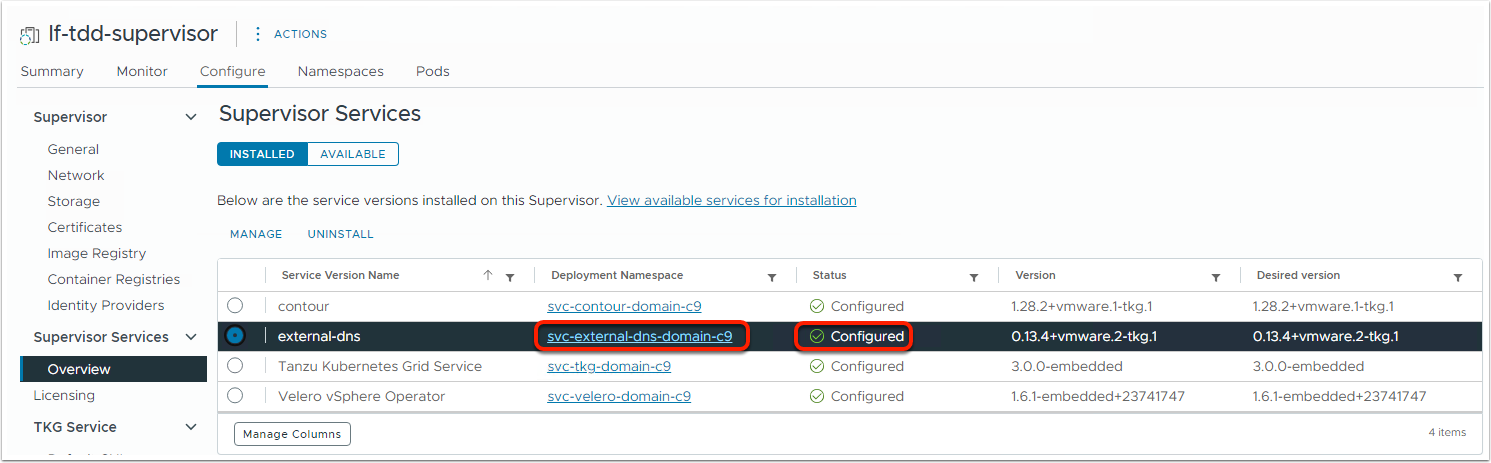 lf-tdd-supervisor ACTIONS
Summary Monitor Configure Namespaces Pods
Supervisor
General
Network
Storage
Certificates
Image Registry
Container Registries
Identity Providers
Supervisor Services
Overview
Licensing
TKG Service
Supervisor Services
INSTALLED AVAILABLE
Below are the service versions installed on this Supervisor. View available services for installation
MANAGE UNINSTALL
Service Version Name Deployment Namespace Status Version Desired version
contour svc-contour-domain-c9 Configured 1.28.2+vmware.1-tkg.1 1.28.2+vmware.1-tkg.1
external-dns svc-external-dns-domain-c9 Configured 0.13.4+vmware.2-tkg.1 0.13.4+vmware.2-tkg.1
Tanzu Kubernetes Grid Service svc-tkg-domain-c9 Configured 3.0.0-embedded 3.0.0-embedded
Velero vSphere Operator svc-velero-domain-c9 Configured 1.6.1-embedded+23741747 1.6.1-embedded+23741747
Manage Columns 4 items